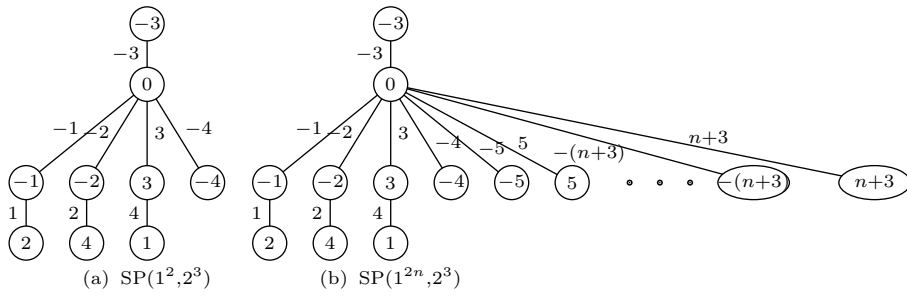 −3 −3
−3 −3
0 0
−1 −2 3 −4 −1 −2 3 −4 −5 5 −(n+3) n+3
−1 −2 3 −4 −1 −2 3 −4 −5 5 −(n+3) n+3
1 2 4 1 2 4
2 4 1 2 4 1
(a) SP(1²,2³) (b) SP(1²ⁿ,2³)